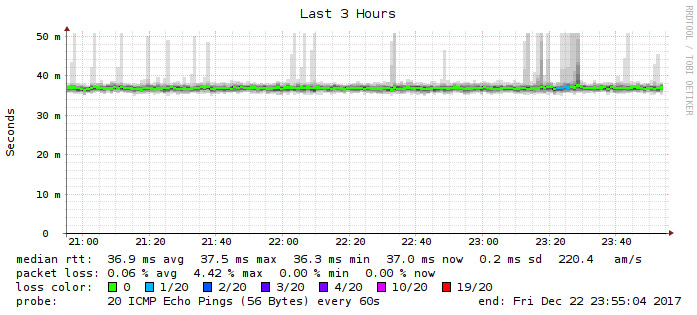 Last 3 Hours
RRDTOOL / TOBI OETIKER
Seconds
50 m
40 m
30 m
20 m
10 m
0
21:00 21:20 21:40 22:00 22:20 22:40 23:00 23:20 23:40
median rtt: 36.9 ms avg 37.5 ms max 36.3 ms min 37.0 ms now 0.2 ms sd 220.4 am/s
packet loss: 0.06 % avg 4.42 % max 0.00 % min 0.00 % now
loss color: 0 1/20 2/20 3/20 4/20 10/20 19/20
probe: 20 ICMP Echo Pings (56 Bytes) every 60s end: Fri Dec 22 23:55:04 2017